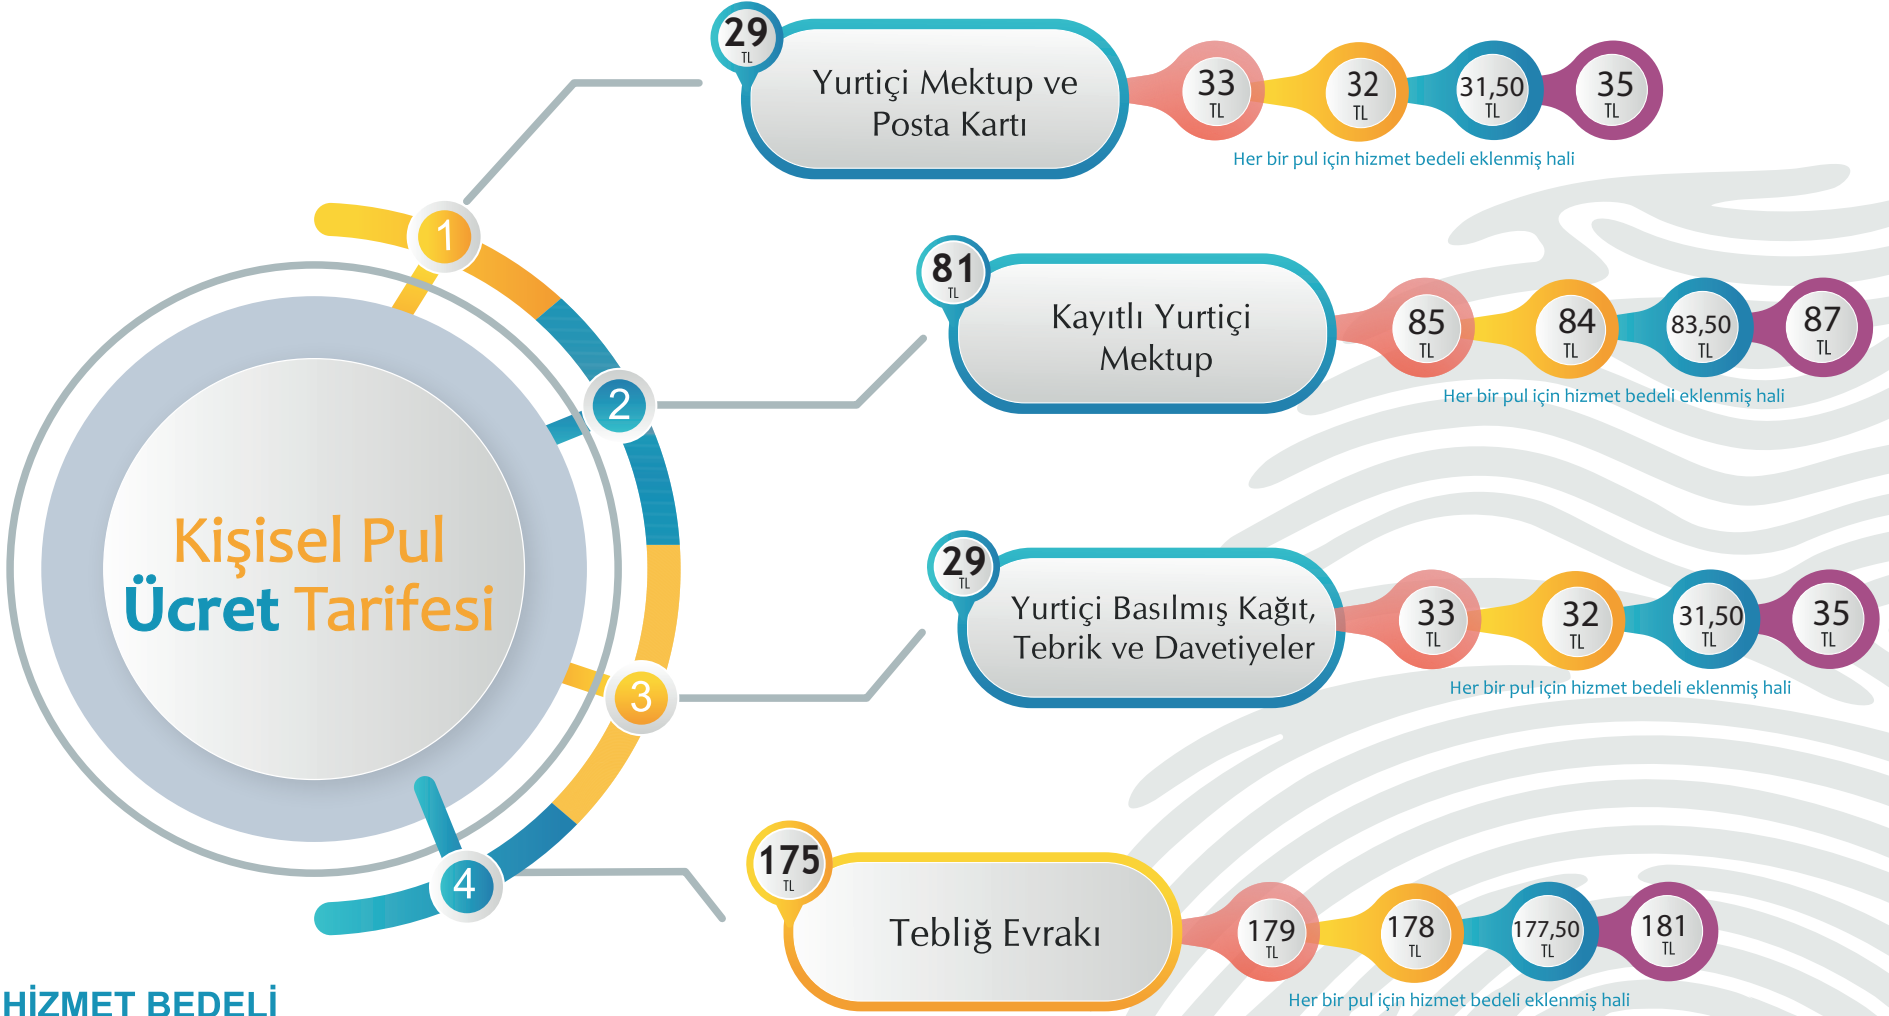 Kişisel Pul
Ücret Tarifesi
1
29
TL
Yurtiçi Mektup ve
Posta Kartı
33
TL
32
TL
31,50
TL
35
TL
Her bir pul için hizmet bedeli eklenmiş hali
2
81
TL
Kayıtlı Yurtiçi
Mektup
85
TL
84
TL
83,50
TL
87
TL
Her bir pul için hizmet bedeli eklenmiş hali
3
29
TL
Yurtiçi Basılmış Kağıt,
Tebrik ve Davetiyeler
33
TL
32
TL
31,50
TL
35
TL
Her bir pul için hizmet bedeli eklenmiş hali
4
175
TL
Tebliğ Evrakı
179
TL
178
TL
177,50
TL
181
TL
Her bir pul için hizmet bedeli eklenmiş hali
HİZMET BEDELİ